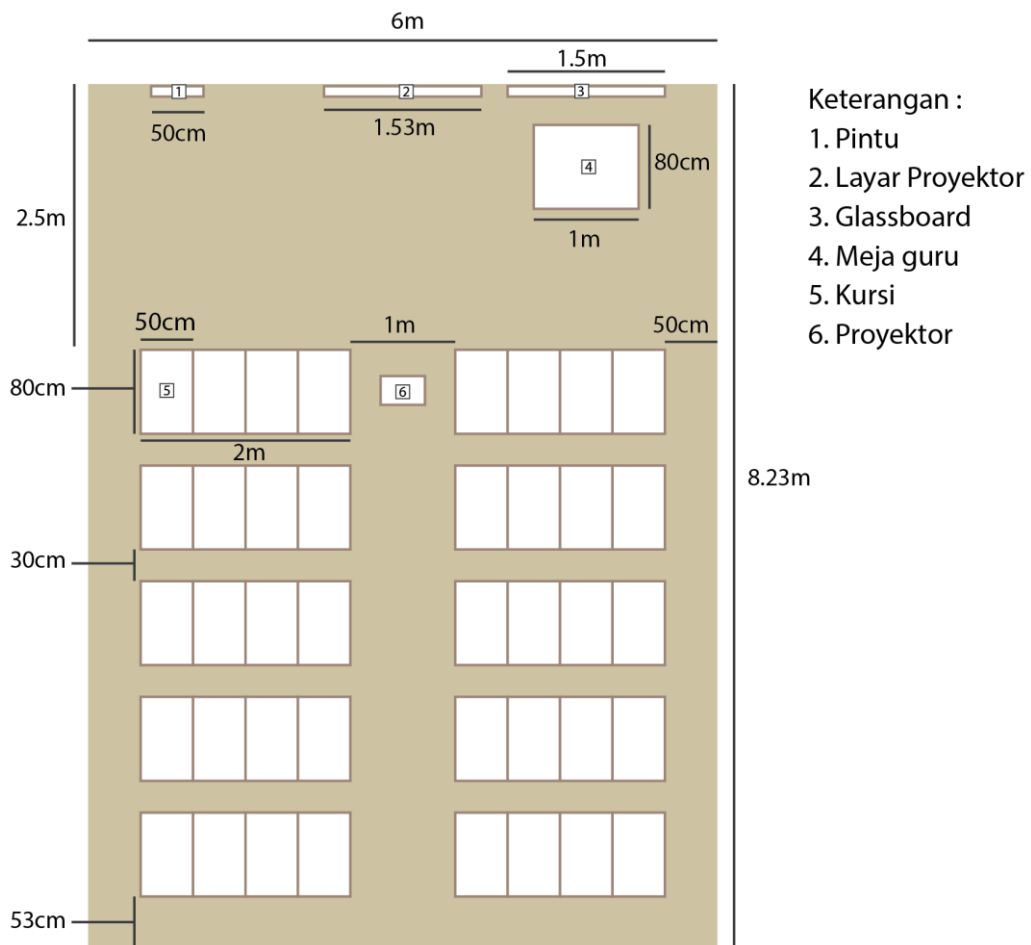 6m
1.5m
1
2
3
50cm
1.53m
4
80cm
2.5m
1m
Keterangan :
1. Pintu
2. Layar Proyektor
3. Glassboard
4. Meja guru
5. Kursi
6. Proyektor
50cm
1m
50cm
80cm
5
6
2m
8.23m
30cm
53cm